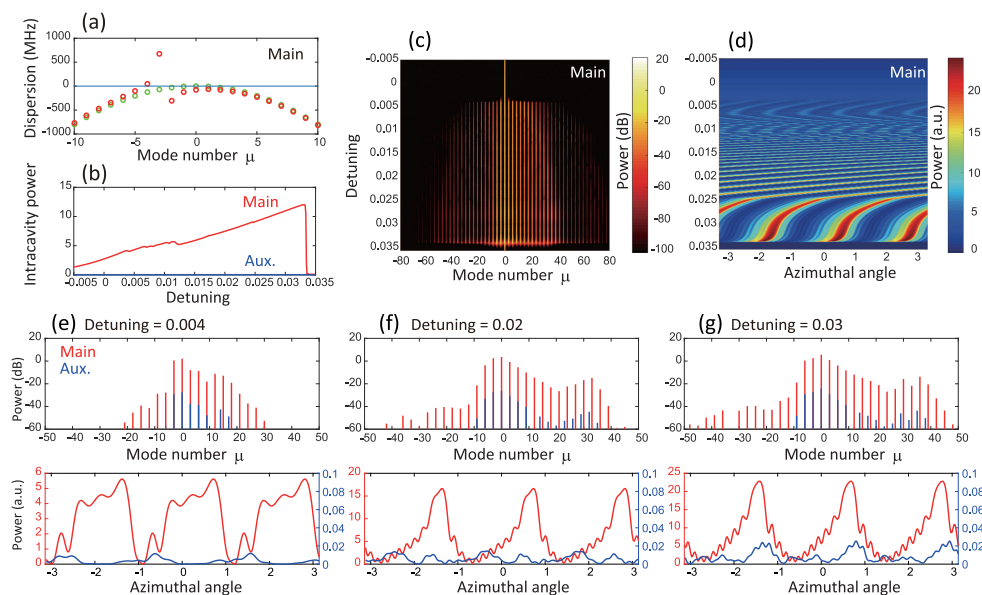 (a)
Dispersion (MHz)
1000
500
0
-500
-1000
Main
-10 -5 0 5 10
Mode number μ
(b)
Intracavity power
15
10
5
0
Main
Aux.
-0.005 0 0.005 0.01 0.015 0.02 0.025 0.03 0.035
Detuning
(c)
Detuning
-0.005
0
0.005
0.01
0.015
0.02
0.025
0.03
0.035
Main
-80 -60 -40 -20 0 20 40 60 80
Mode number μ
Power (dB)
20
0
-20
-40
-60
-80
-100
(d)
-0.005
0
0.005
0.01
0.015
0.02
0.025
0.03
0.035
Main
-3 -2 -1 0 1 2 3
Azimuthal angle
Power (a.u.)
20
15
10
5
0
(e) Detuning = 0.004
Power (dB)
20
0
-20
-40
-60
Main
Aux.
-50 -40 -30 -20 -10 0 10 20 30 40 50
Mode number μ
Power (a.u.)
6
5
4
3
2
1
0
0.1
0.08
0.06
0.04
0.02
0
-3 -2 -1 0 1 2 3
Azimuthal angle
(f) Detuning = 0.02
20
0
-20
-40
-60
-50 -40 -30 -20 -10 0 10 20 30 40 50
Mode number μ
20
15
10
5
0
0.1
0.08
0.06
0.04
0.02
0
-3 -2 -1 0 1 2 3
Azimuthal angle
(g) Detuning = 0.03
20
0
-20
-40
-60
-50 -40 -30 -20 -10 0 10 20 30 40 50
Mode number μ
25
20
15
10
5
0
0.1
0.08
0.06
0.04
0.02
0
-3 -2 -1 0 1 2 3
Azimuthal angle